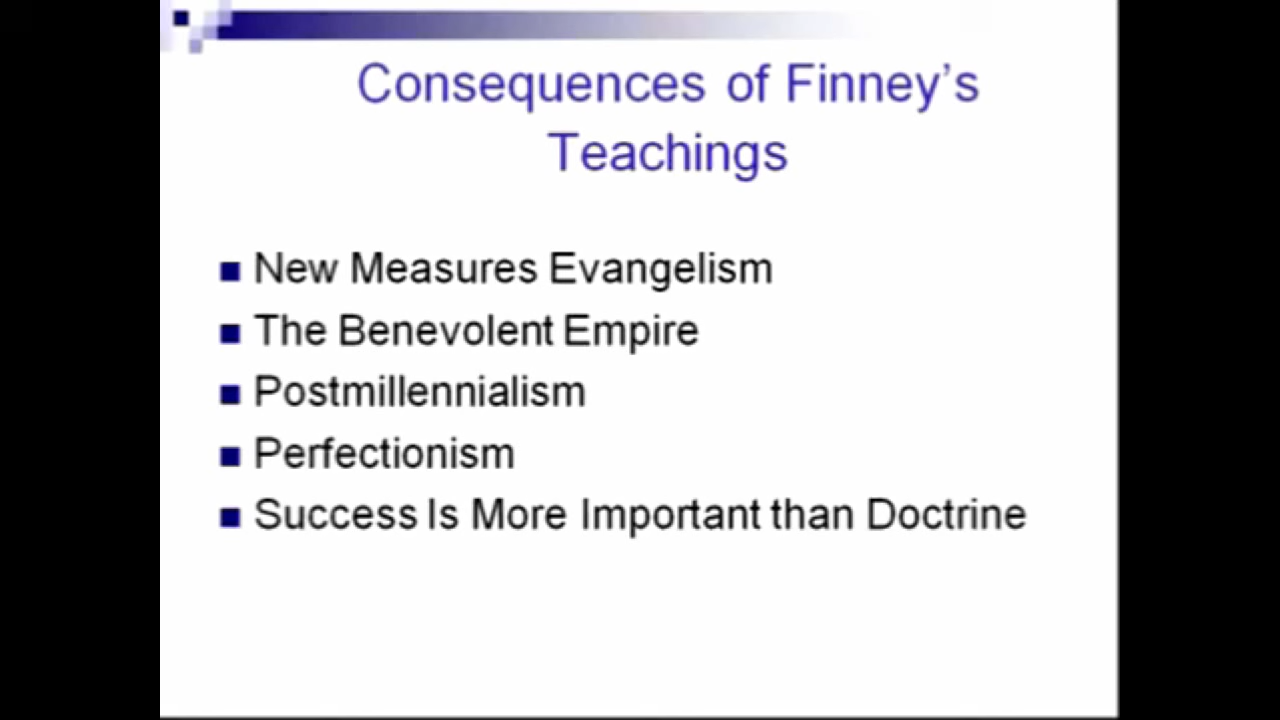 Consequences of Finney's
Teachings
New Measures Evangelism
The Benevolent Empire
Postmillennialism
Perfectionism
Success Is More Important than Doctrine